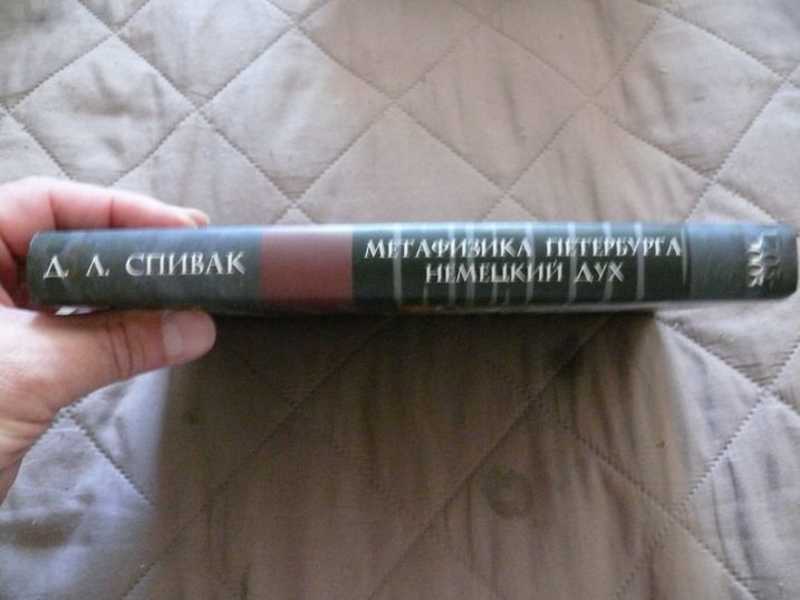 Д. Л. СПИВАК
МЕТАФИЗИКА ПЕТЕРБУРГА
НЕМЕЦКИЙ ДУХ